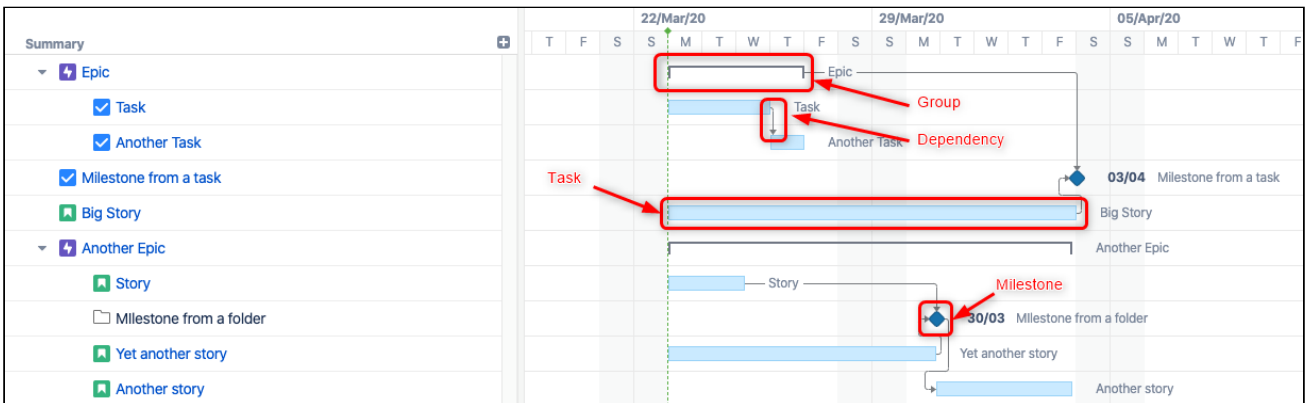 22/Mar/20 29/Mar/20 05/Apr/20
Summary T F S S M T W T F S S M T W T F S S M T W T F
Epic Epic
Group
Task Task
Another Task Another Task Dependency
Milestone from a task Task 03/04 Milestone from a task
Big Story Big Story
Another Epic Another Epic
Story Story Milestone
MIlestone from a folder 30/03 MIlestone from a folder
Yet another story Yet another story
Another story Another story